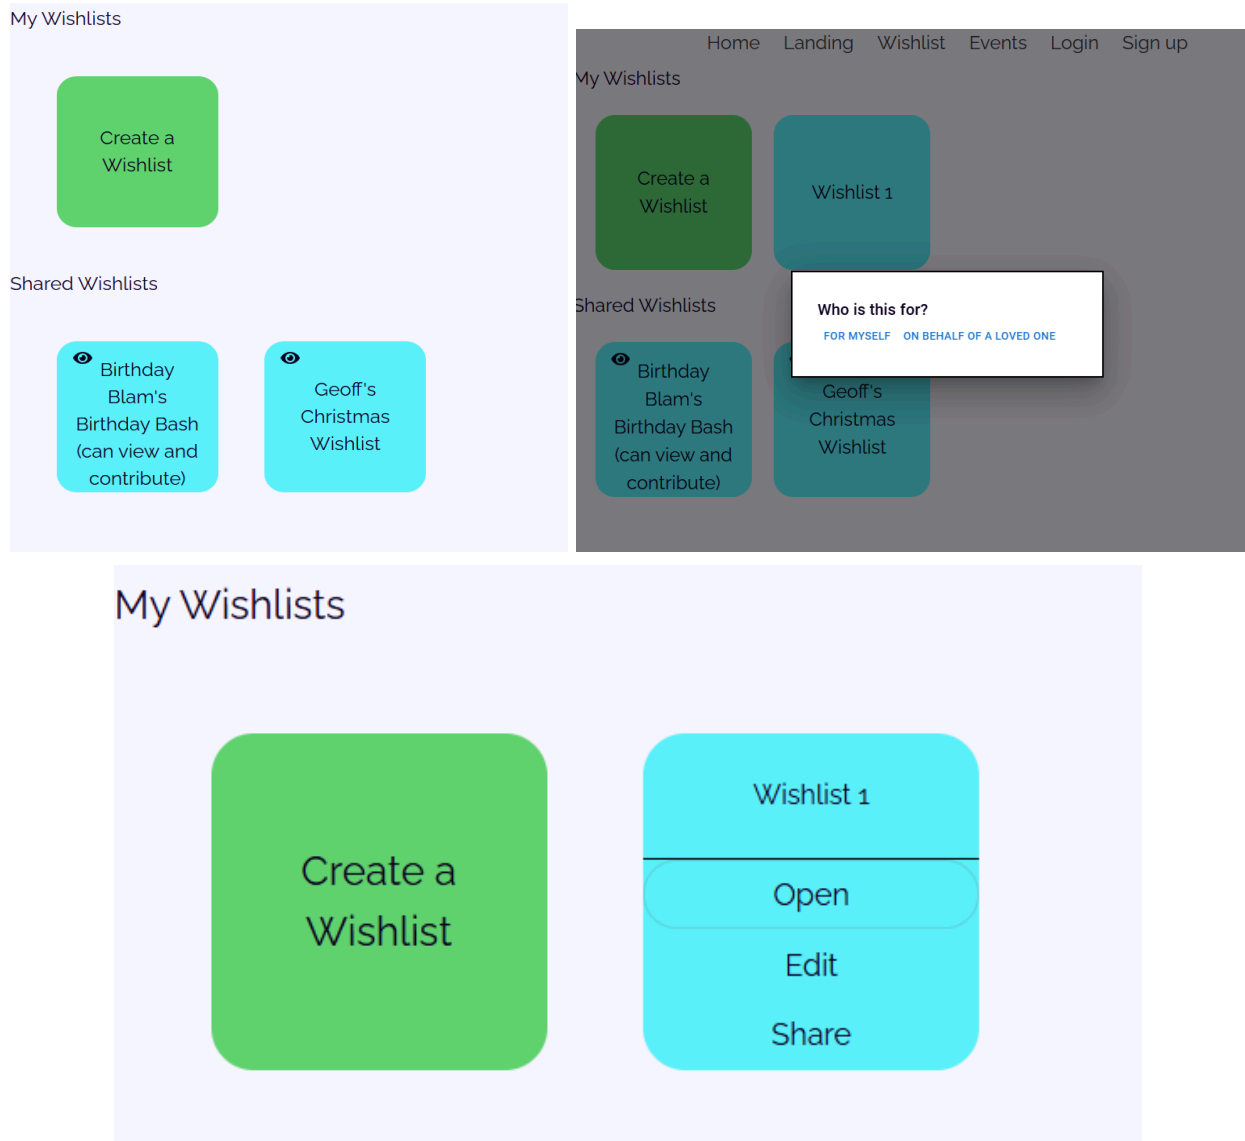 My Wishlists
Create a
Wishlist
Shared Wishlists
Birthday
Blam's
Birthday Bash
(can view and
contribute)
Geoff's
Christmas
Wishlist
Home Landing Wishlist Events Login Sign up
My Wishlists
Create a
Wishlist
Wishlist 1
Shared Wishlists
Who is this for?
FOR MYSELF ON BEHALF OF A LOVED ONE
Birthday
Blam's
Birthday Bash
(can view and
contribute)
Geoff's
Christmas
Wishlist
My Wishlists
Create a
Wishlist
Wishlist 1
Open
Edit
Share